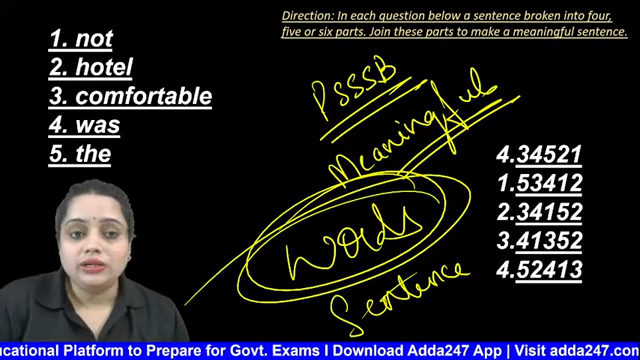 Direction: In each question below a sentence broken into four,
five or six parts. Join these parts to make a meaningful sentence.
1. not
2. hotel
3. comfortable
4. was
5. the
PSSSB
Meaningful
Words
Sentence
4.34521
1.53412
2.34152
3.41352
4.52413
ucational Platform to Prepare for Govt. Exams I Download Adda247 App | Visit adda247.co